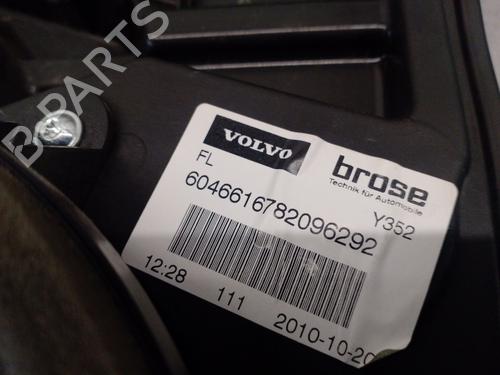 VOLVO
brose
Technik für Automobile
FL
Y352
6046616782096292
12:28 111 2010-10-20
B-PARTS